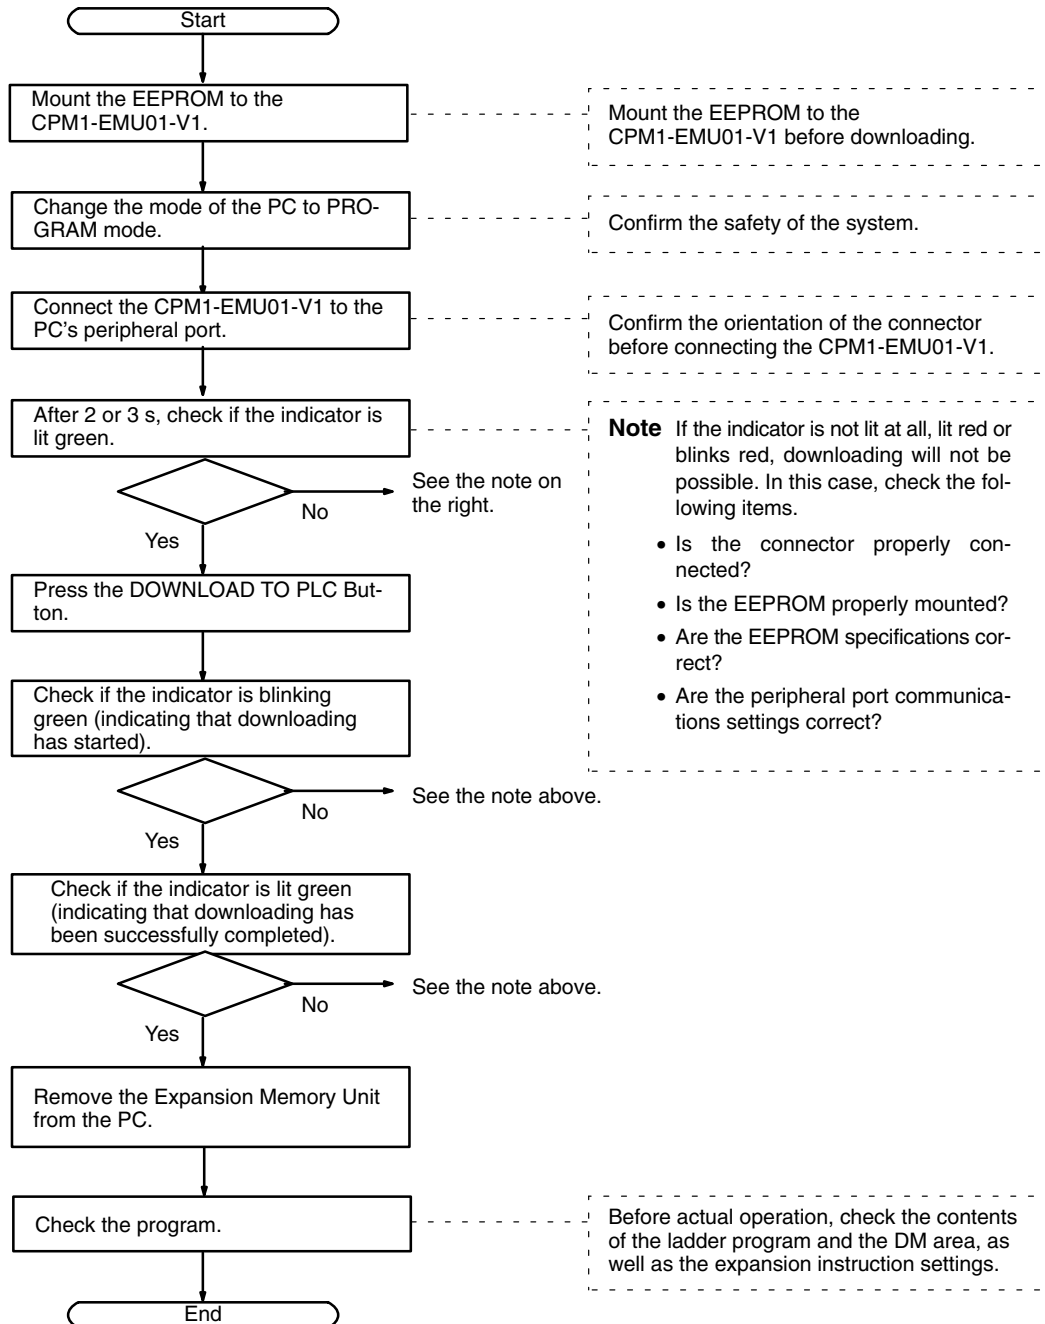 Start
Mount the EEPROM to the
CPM1-EMU01-V1.
Mount the EEPROM to the
CPM1-EMU01-V1 before downloading.
Change the mode of the PC to PRO-
GRAM mode.
Confirm the safety of the system.
Connect the CPM1-EMU01-V1 to the
PC's peripheral port.
Confirm the orientation of the connector
before connecting the CPM1-EMU01-V1.
After 2 or 3 s, check if the indicator is
lit green.
Note If the indicator is not lit at all, lit red or
blinks red, downloading will not be
possible. In this case, check the fol-
lowing items.
• Is the connector properly con-
nected?
• Is the EEPROM properly mounted?
• Are the EEPROM specifications cor-
rect?
• Are the peripheral port communica-
tions settings correct?
No
See the note on
the right.
Yes
Press the DOWNLOAD TO PLC But-
ton.
Check if the indicator is blinking
green (indicating that downloading
has started).
No
See the note above.
Yes
Check if the indicator is lit green
(indicating that downloading has
been successfully completed).
No
See the note above.
Yes
Remove the Expansion Memory Unit
from the PC.
Check the program.
Before actual operation, check the contents
of the ladder program and the DM area, as
well as the expansion instruction settings.
End